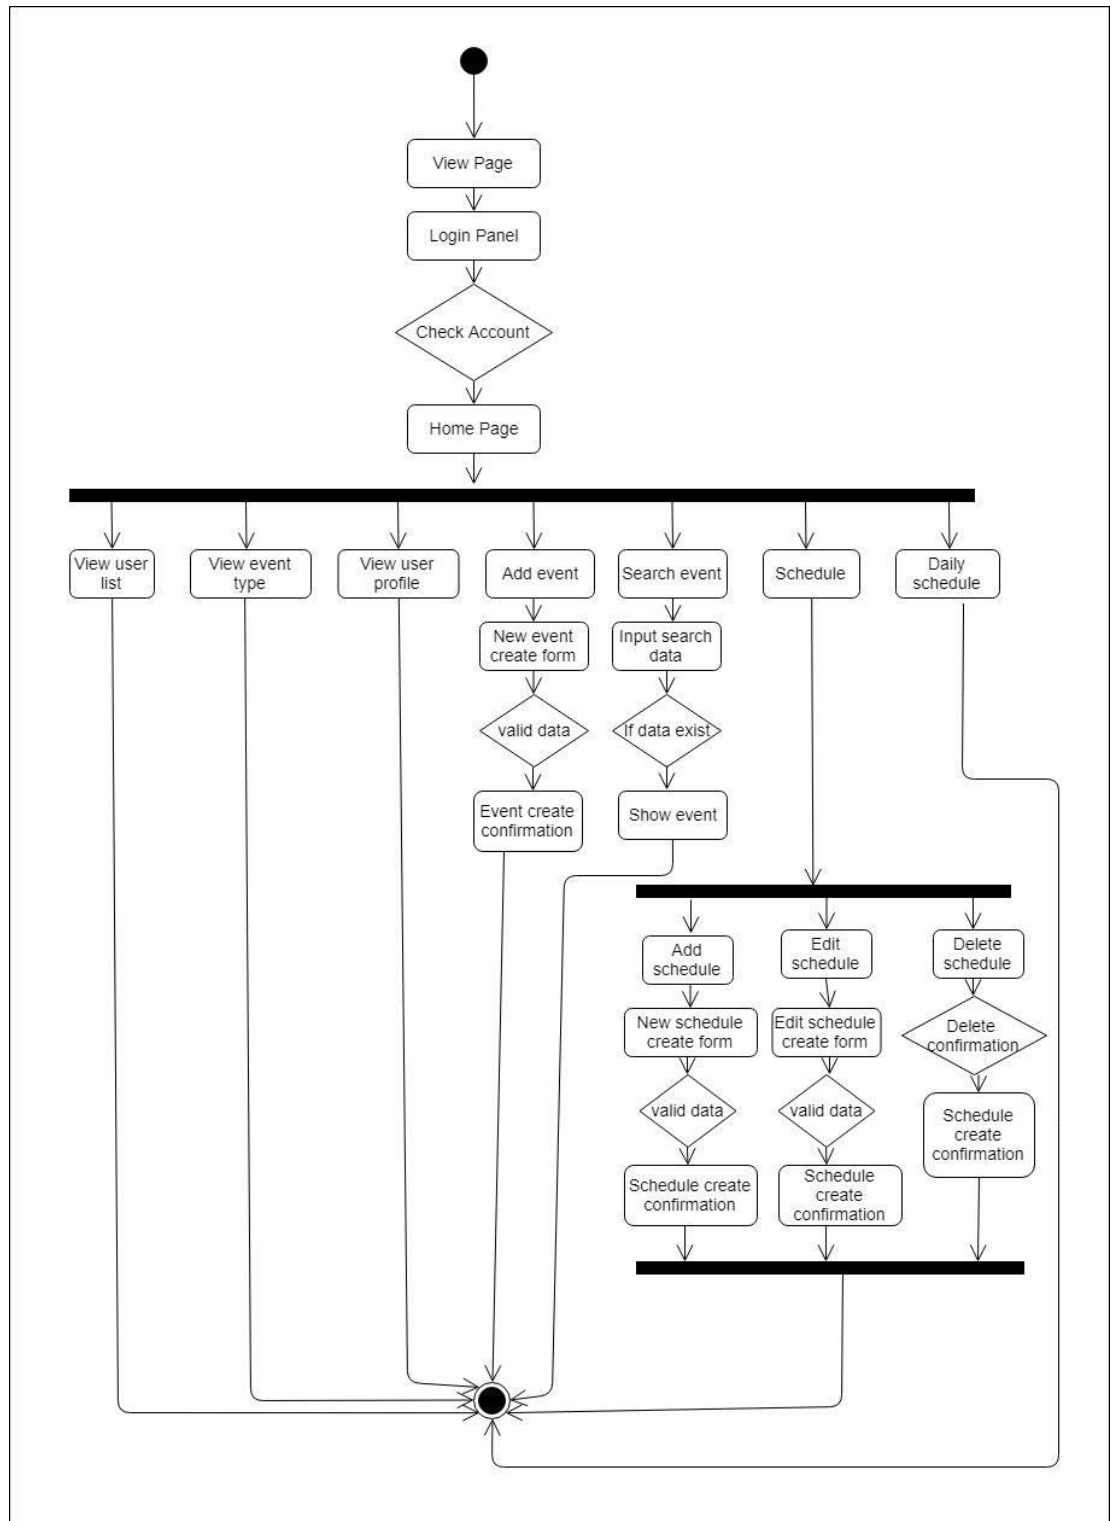 View Page
Login Panel
Check Account
Home Page
View user
list
View event
type
View user
profile
Add event
Search event
Schedule
Daily
schedule
New event
create form
Input search
data
valid data
If data exist
Event create
confirmation
Show event
Add
schedule
Edit
schedule
Delete
schedule
New schedule
create form
Edit schedule
create form
Delete
confirmation
valid data
valid data
Schedule
create
confirmation
Schedule create
confirmation
Schedule
create
confirmation